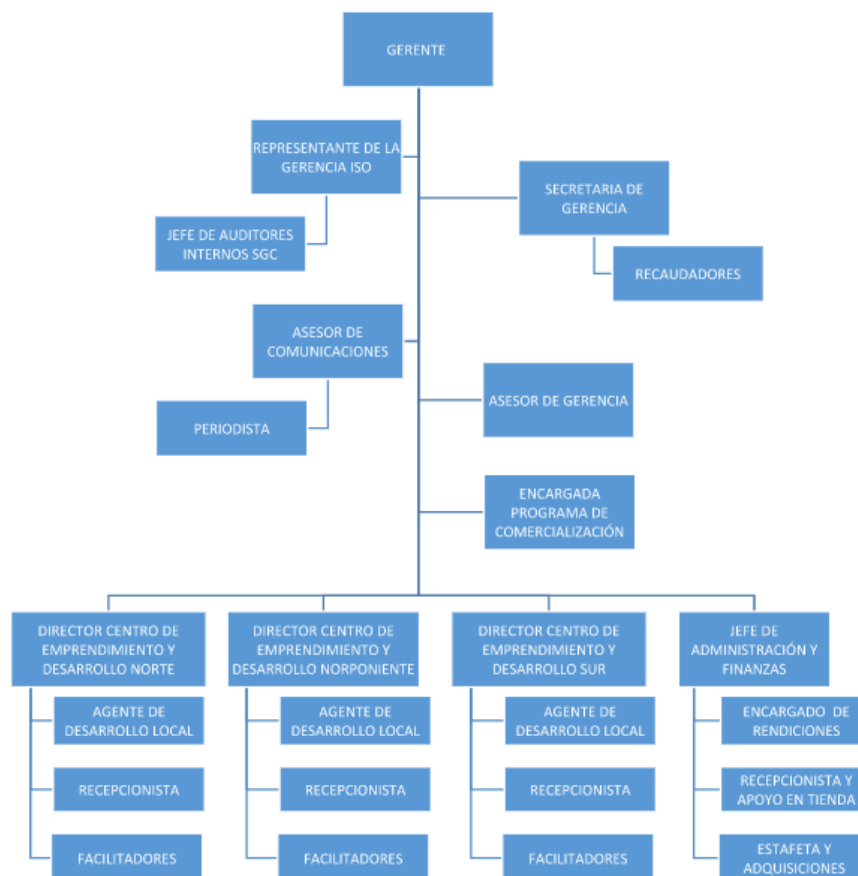 GERENTE
REPRESENTANTE DE LA
GERENCIA ISO
SECRETARIA DE
GERENCIA
JEFE DE AUDITORES
INTERNOS SGC
RECAUDADORES
ASESOR DE
COMUNICACIONES
ASESOR DE GERENCIA
PERIODISTA
ENCARGADA
PROGRAMA DE
COMERCIALIZACIÓN
DIRECTOR CENTRO DE
EMPRENDIMIENTO Y
DESARROLLO NORTE
DIRECTOR CENTRO DE
EMPRENDIMIENTO Y
DESARROLLO NORPONIENTE
DIRECTOR CENTRO DE
EMPRENDIMIENTO Y
DESARROLLO SUR
JEFE DE
ADMINISTRACIÓN Y
FINANZAS
AGENTE DE
DESARROLLO LOCAL
AGENTE DE
DESARROLLO LOCAL
AGENTE DE
DESARROLLO LOCAL
ENCARGADO DE
RENDICIONES
RECEPCIONISTA
RECEPCIONISTA
RECEPCIONISTA
RECEPCIONISTA Y
APOYO EN TIENDA
FACILITADORES
FACILITADORES
FACILITADORES
ESTAFETA Y
ADQUISICIONES